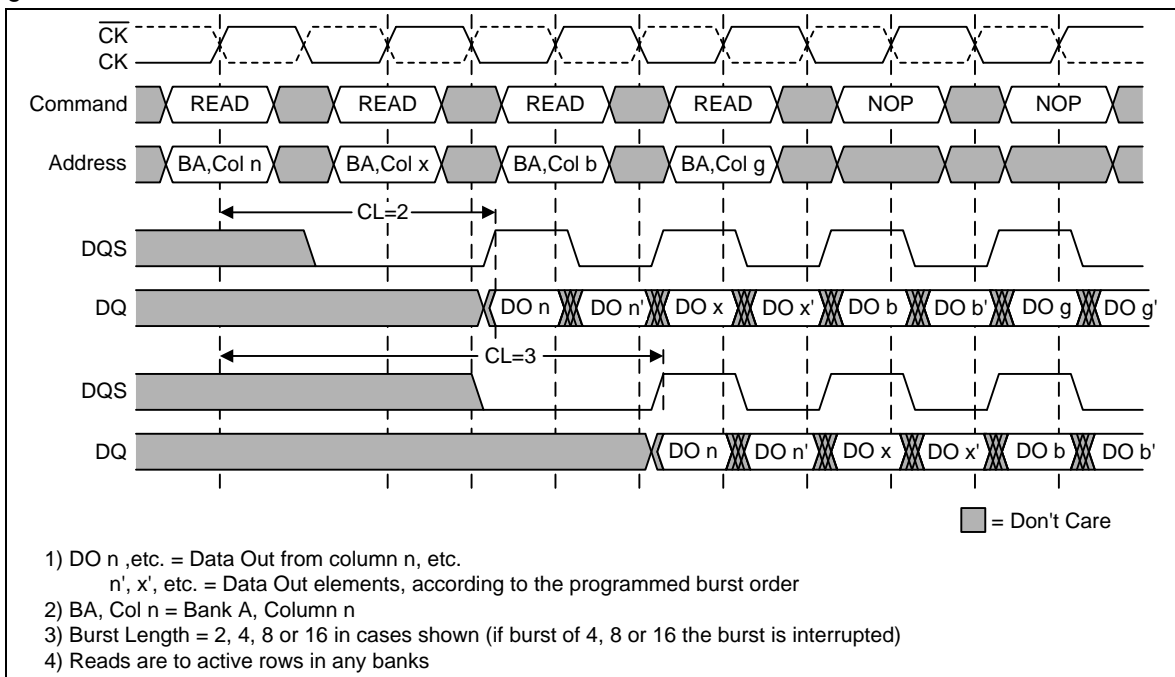 CK
CK
Command READ READ READ READ NOP NOP
Address BA,Col n BA,Col x BA,Col b BA,Col g
CL=2
DQS
DQ DO n DO n' DO x DO x' DO b DO b' DO g DO g'
CL=3
DQS
DQ DO n DO n' DO x DO x' DO b DO b'
= Don't Care
1) DO n ,etc. = Data Out from column n, etc.
n', x', etc. = Data Out elements, according to the programmed burst order
2) BA, Col n = Bank A, Column n
3) Burst Length = 2, 4, 8 or 16 in cases shown (if burst of 4, 8 or 16 the burst is interrupted)
4) Reads are to active rows in any banks